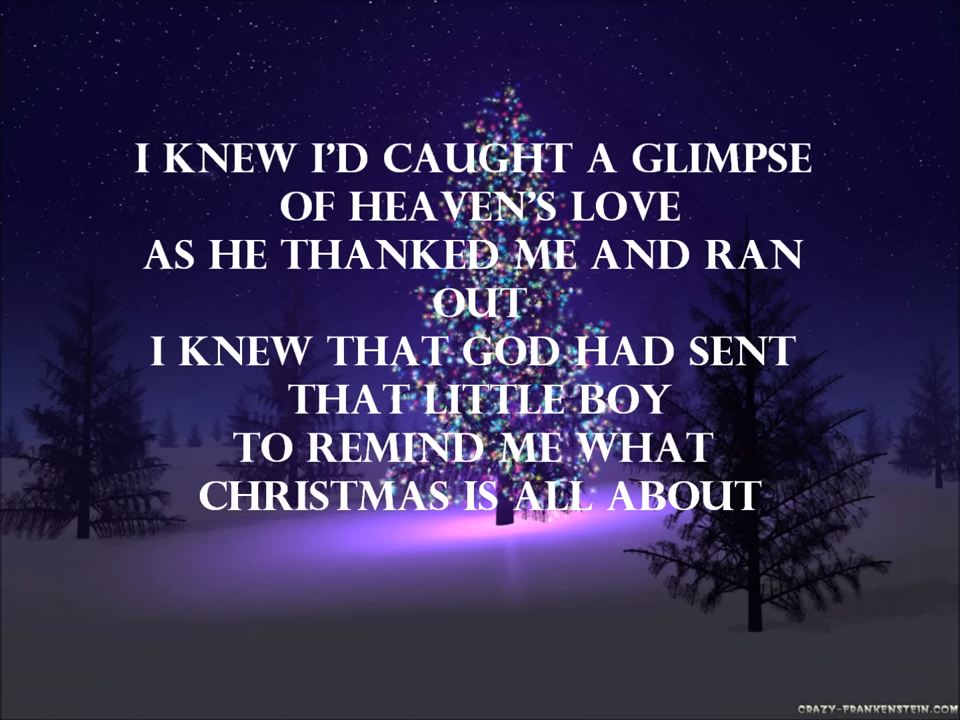 I KNEW I'D CAUGHT A GLIMPSE
OF HEAVEN'S LOVE
AS HE THANKED ME AND RAN
OUT
I KNEW THAT GOD HAD SENT
THAT LITTLE BOY
TO REMIND ME WHAT
CHRISTMAS IS ALL ABOUT
CRAZY-FRANKENSTEIN.COM